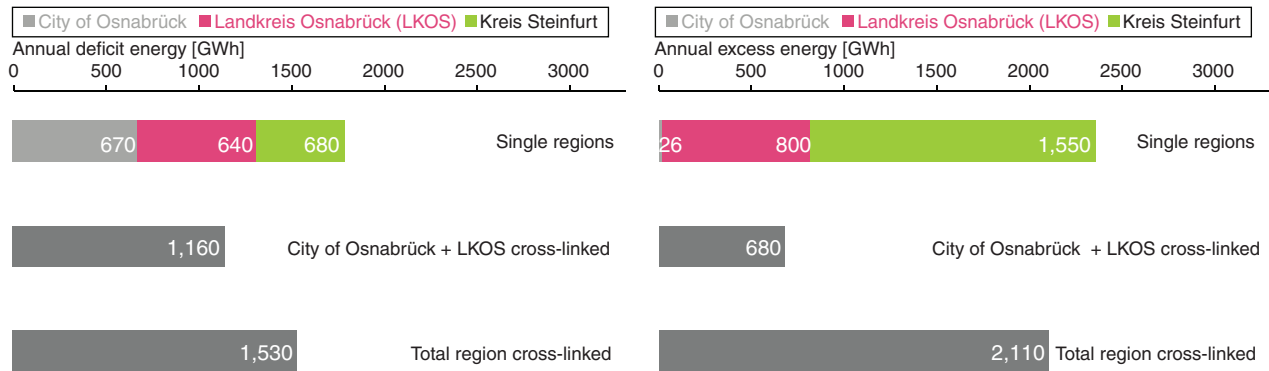 City of Osnabrück Landkreis Osnabrück (LKOS) Kreis Steinfurt
Annual deficit energy [GWh]
0 500 1000 1500 2000 2500 3000
670 640 680 Single regions
1,160 City of Osnabrück + LKOS cross-linked
1,530 Total region cross-linked
City of Osnabrück Landkreis Osnabrück (LKOS) Kreis Steinfurt
Annual excess energy [GWh]
0 500 1000 1500 2000 2500 3000
26 800 1,550 Single regions
680 City of Osnabrück + LKOS cross-linked
2,110 Total region cross-linked